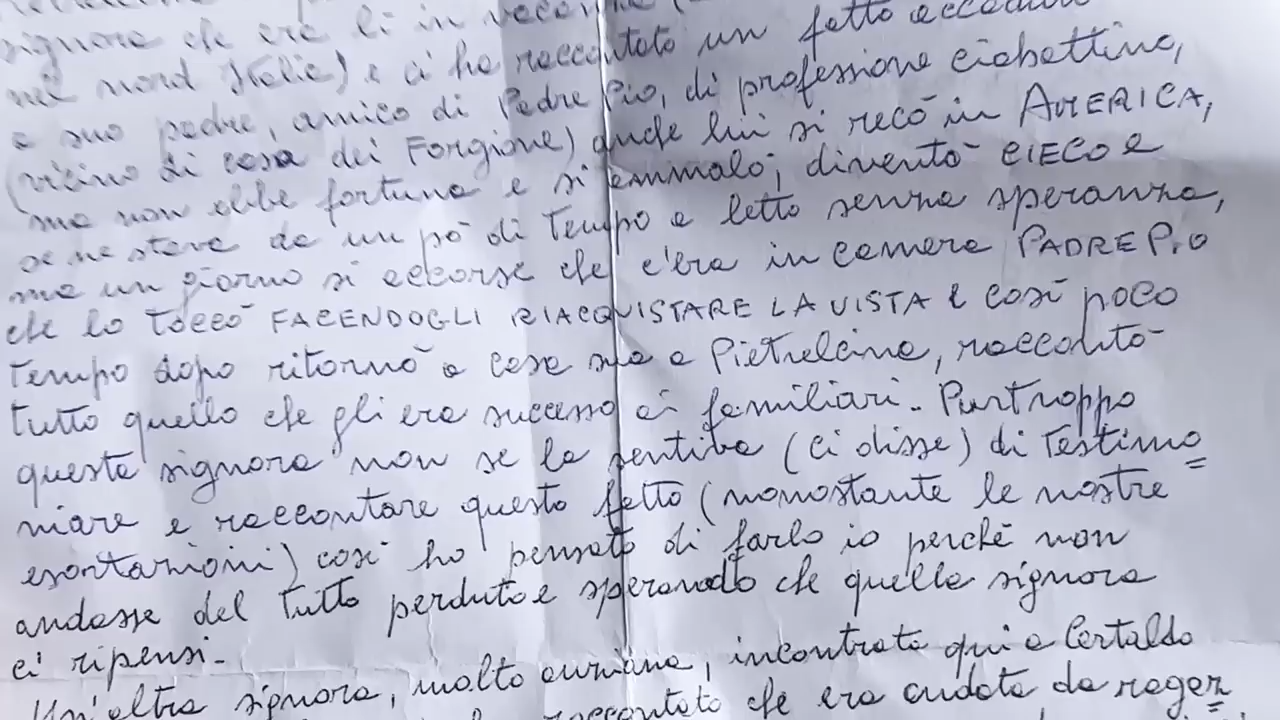 signora che era lì in vacanza
nel nord Italia) e ci ha raccontato un fatto accaduto
a suo padre, amico di Padre Pio, di professione ciabattino,
(vicino di casa dei Forgione) anche lui si recò in AMERICA,
ma non ebbe fortuna e si ammalò; diventò CIECO e
se ne stava da un pò di tempo a letto senza speranza,
ma un giorno si accorse che c'era in camera PADRE PIO
che lo toccò FACENDOGLI RIACQUISTARE LA VISTA e così poco
tempo dopo ritornò a casa sua a Pietrelcina, raccontò
tutto quello che gli era successo ai familiari. Purtroppo
questa signora non se la sentiva (ci disse) di testimo=
niare e raccontare questo fatto (nonostante le nostre
esortazioni) così ho pensato di farlo io perchè non
andasse del tutto perduto e sperando che quella signora
ci ripensi.
Un'altra signora, molto anziana, incontrata qui a Certaldo
raccontato che era andata da ragaz=